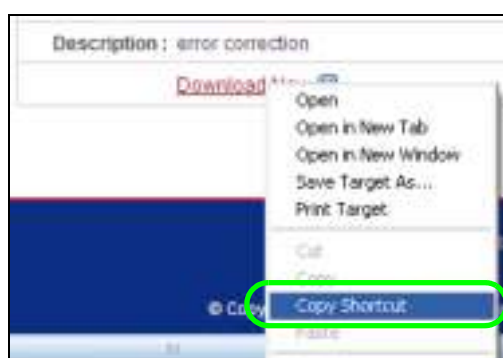 Description : error correction
Download
Open
Open in New Tab
Open in New Window
Save Target As...
Print Target
Cut
Copy
© Copy
Copy Shortcut
Paste